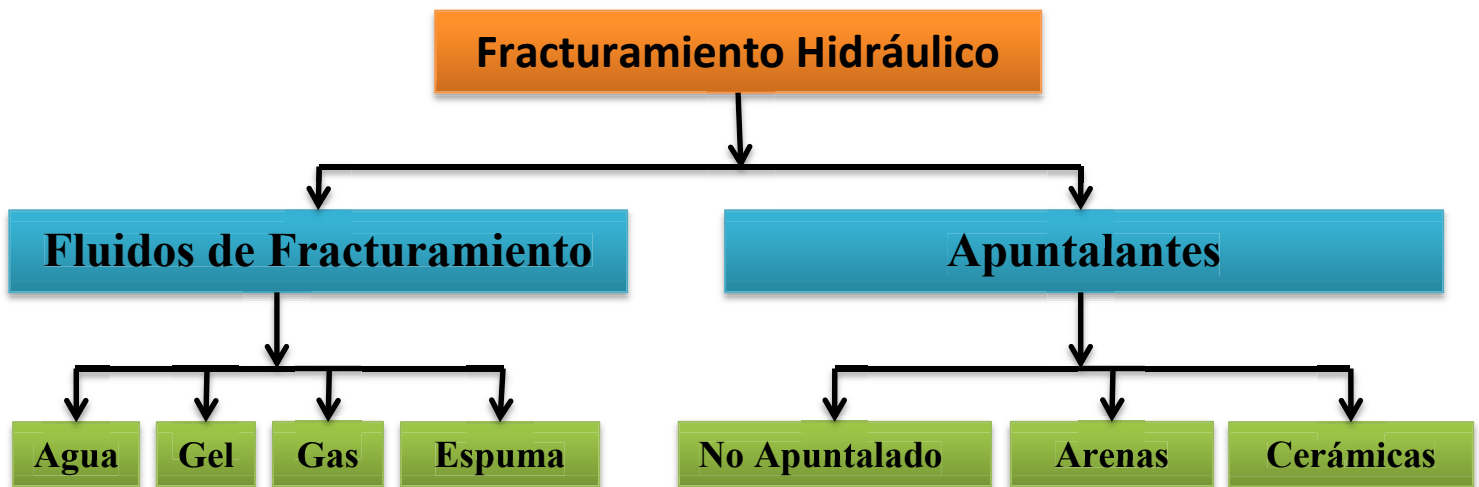 Fracturamiento Hidráulico
Fluidos de Fracturamiento
Apuntalantes
Agua
Gel
Gas
Espuma
No Apuntalado
Arenas
Cerámicas